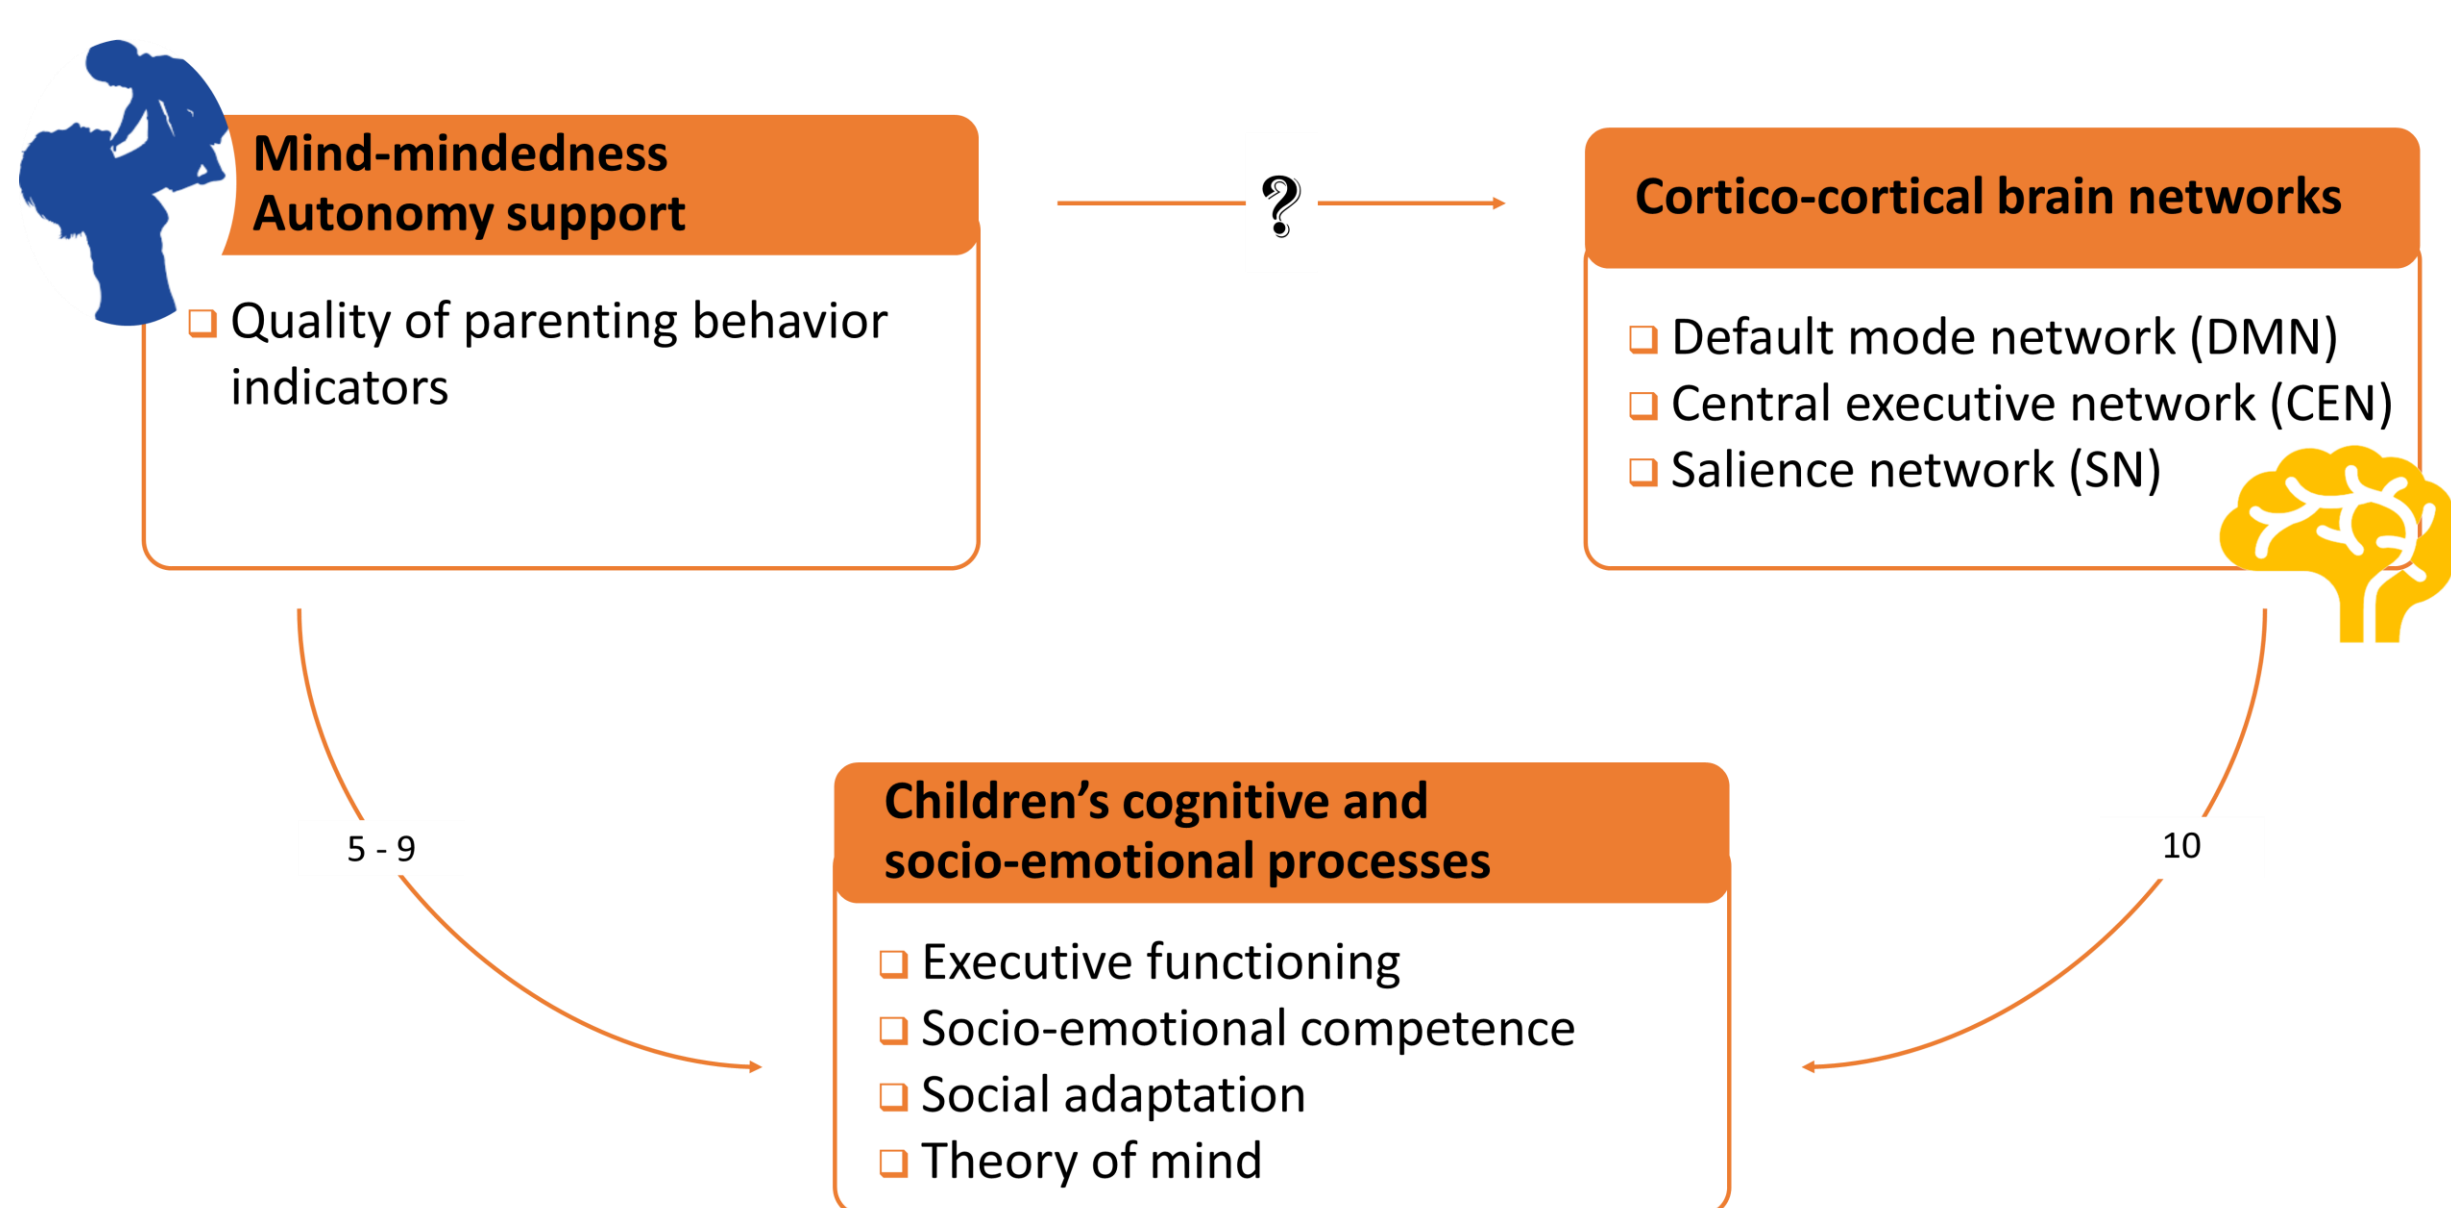 Mind-mindedness
Autonomy support
Quality of parenting behavior
indicators
?
Cortico-cortical brain networks
Default mode network (DMN)
Central executive network (CEN)
Salience network (SN)
5 - 9
10
Children’s cognitive and
socio-emotional processes
Executive functioning
Socio-emotional competence
Social adaptation
Theory of mind